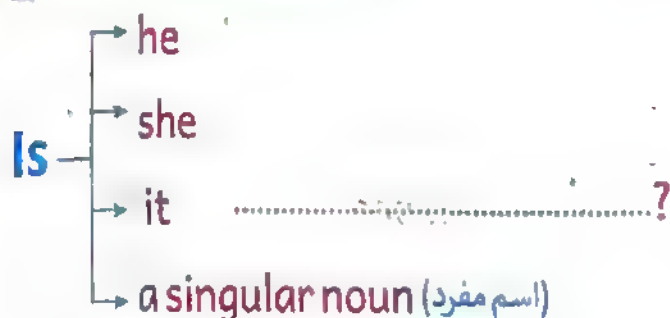 he
she
Is
it ........................................ ?
a singular noun (اسم مفرد)